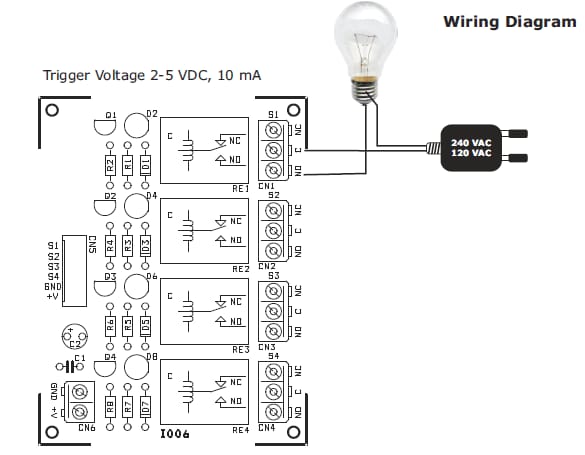 Wiring Diagram
Trigger Voltage 2-5 VDC, 10 mA
240 VAC
120 VAC
Q1
D2
C
NC
NO
S1
NC
C
NO
R2
R1
D1
RE1
CN1
Q2
D4
C
NC
NO
S2
NC
C
NO
R4
R3
D3
RE2
CN2
CN5
S1
S2
S3
S4
GND
+V
Q3
D6
C
NC
NO
S3
NC
C
NO
R6
R5
D5
RE3
CN3
+
C2
C1
Q4
D8
C
NC
NO
S4
NC
C
NO
GND
+V
CN6
R8
R7
D7
RE4
CN4
I006